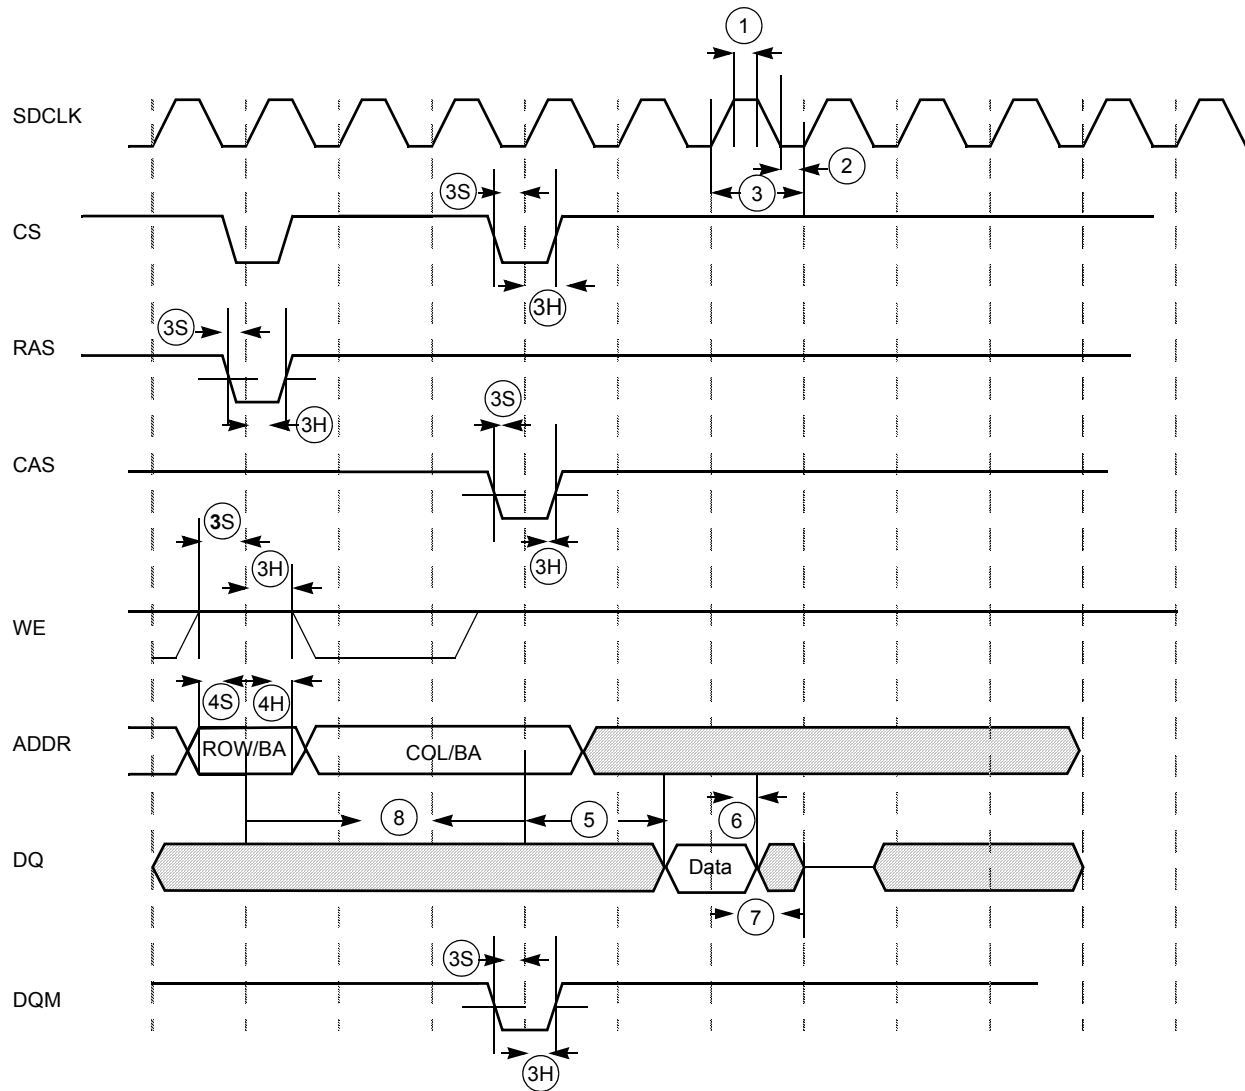 1
SDCLK
2
3
3S
CS
3H
3S
RAS
3H
3S
CAS
3S
3H
3H
WE
4S
4H
ADDR
ROW/BA
COL/BA
8
5
6
DQ
Data
7
3S
DQM
3H